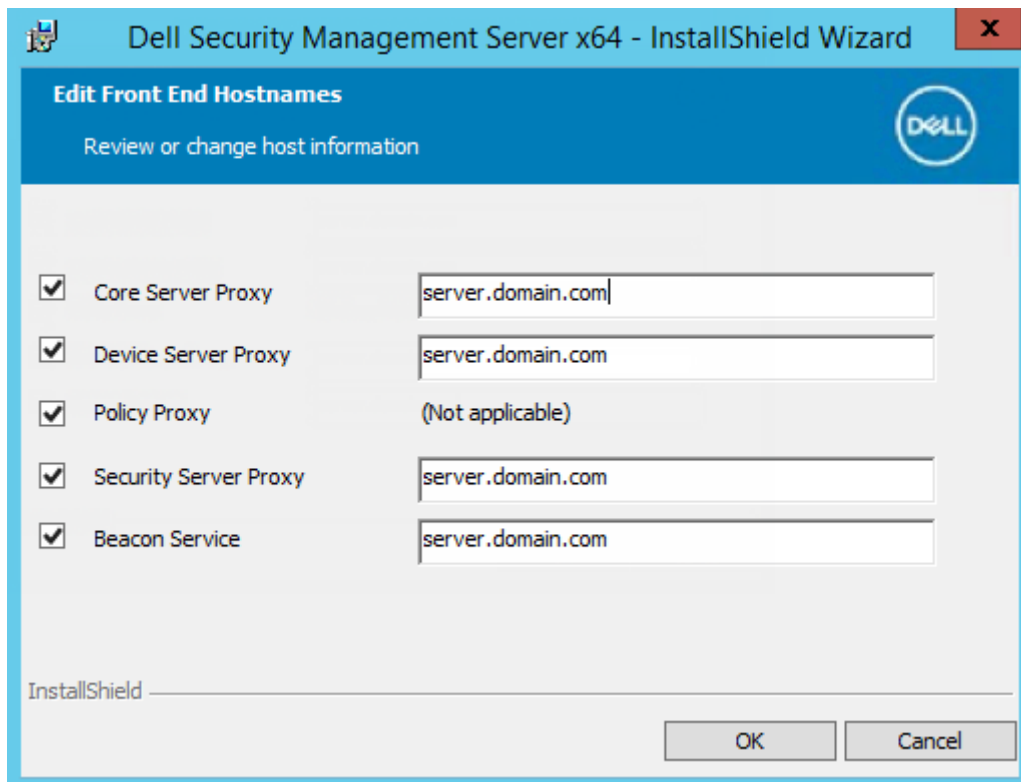 Dell Security Management Server x64 - InstallShield Wizard x
Edit Front End Hostnames
Review or change host information
DELL
Core Server Proxy server.domain.com
Device Server Proxy server.domain.com
Policy Proxy (Not applicable)
Security Server Proxy server.domain.com
Beacon Service server.domain.com
InstallShield
OK Cancel